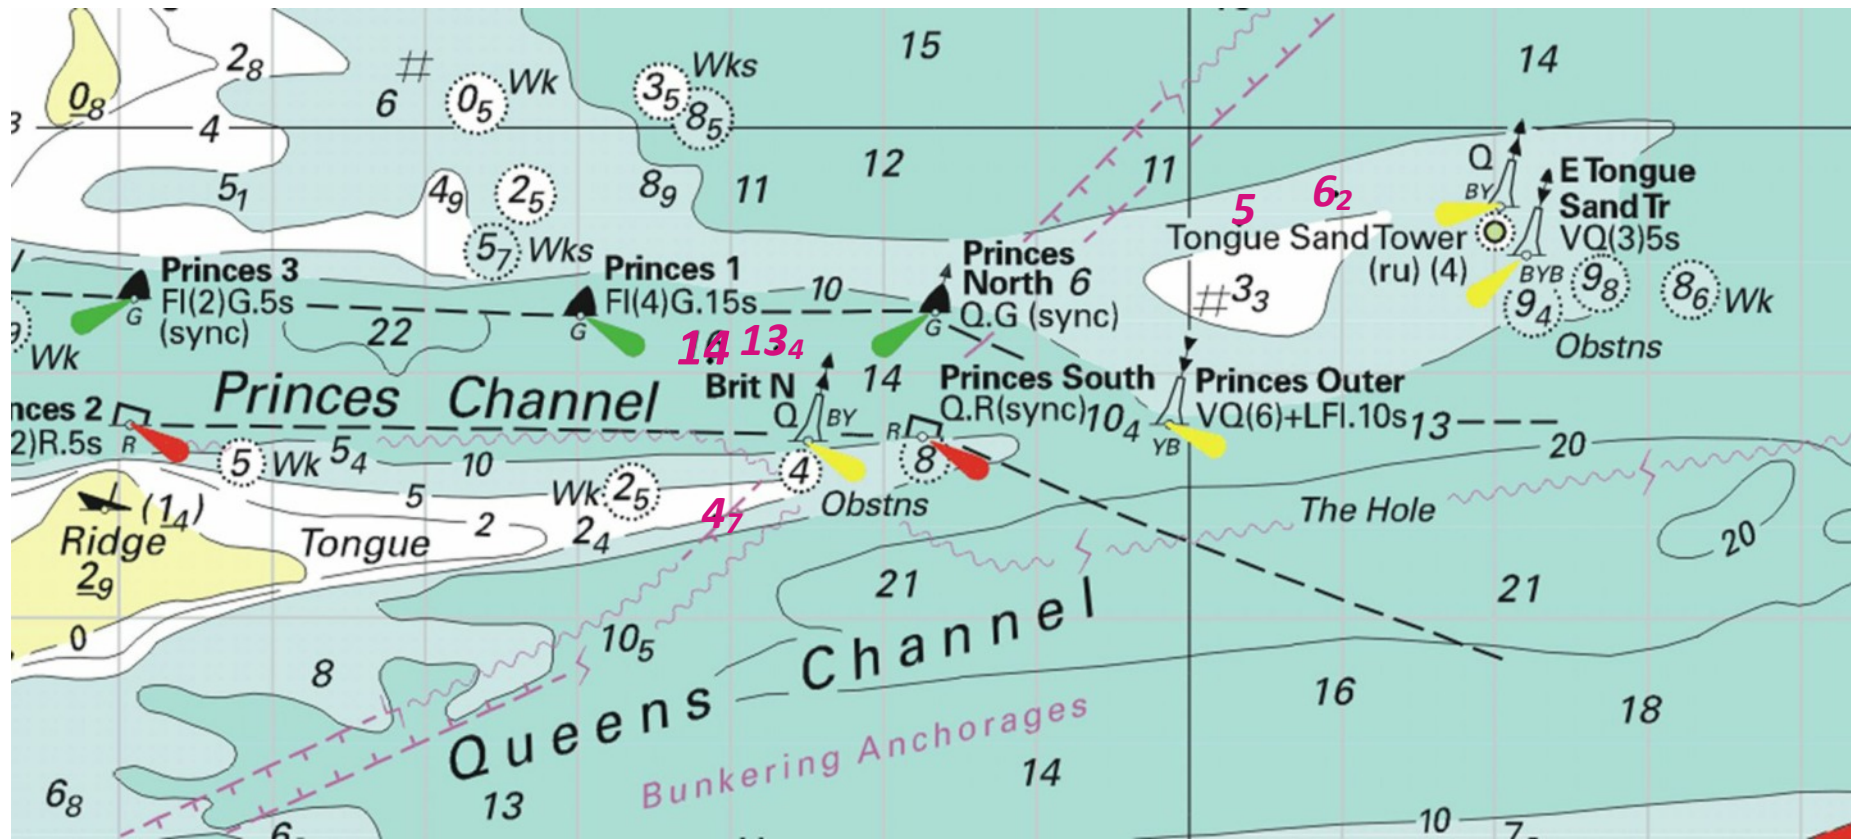 15
14
2₈
6
0₅ Wk
3₅ Wks
8₅
0₈
4
12
11
Q
BY
E Tongue
Sand Tr
VQ(3)5s
BYB
5₁
4₉
2₅
8₉
11
5
6₂
5₇ Wks
Tongue Sand Tower
(ru) (4)
Princes 3
Fl(2)G.5s
(sync)
G
Princes 1
Fl(4)G.15s
G
10
Princes
North 6
Q.G (sync)
G
3₃
9₄
9₈
8₆ Wk
Obstns
Wk
22
14
13₄
Princes Channel
Brit N
Q
BY
14
Princes South
Q.R(sync)
R
10₄
Princes Outer
VQ(6)+LFl.10s
YB
13
nces 2
2)R.5s
R
5 Wk
5₄
10
4
8
Obstns
20
5
Wk 2₅
4₇
The Hole
(1₄)
Ridge
2₉
Tongue
2
2₄
20
21
21
0
10₅
8
Queens Channel
16
18
Bunkering Anchorages
6₈
13
14
10